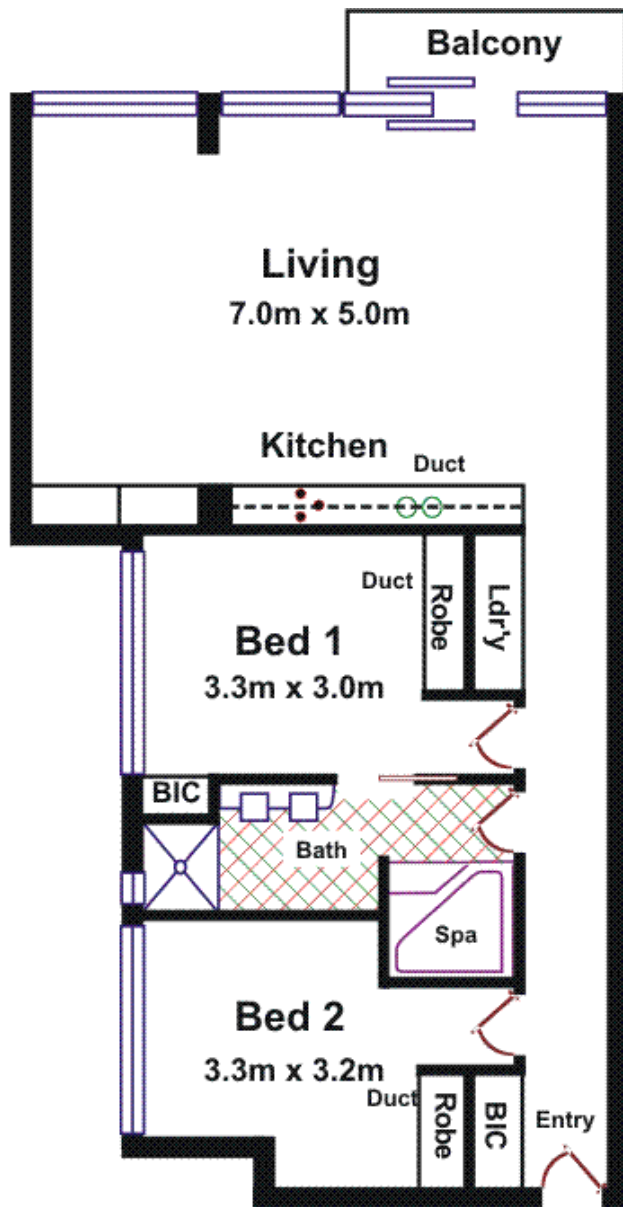 Balcony
Living
7.0m x 5.0m
Kitchen
Duct
Duct
Robe
Ldr'y
Bed 1
3.3m x 3.0m
BIC
Bath
Spa
Bed 2
3.3m x 3.2m
Duct
Robe
BIC
Entry